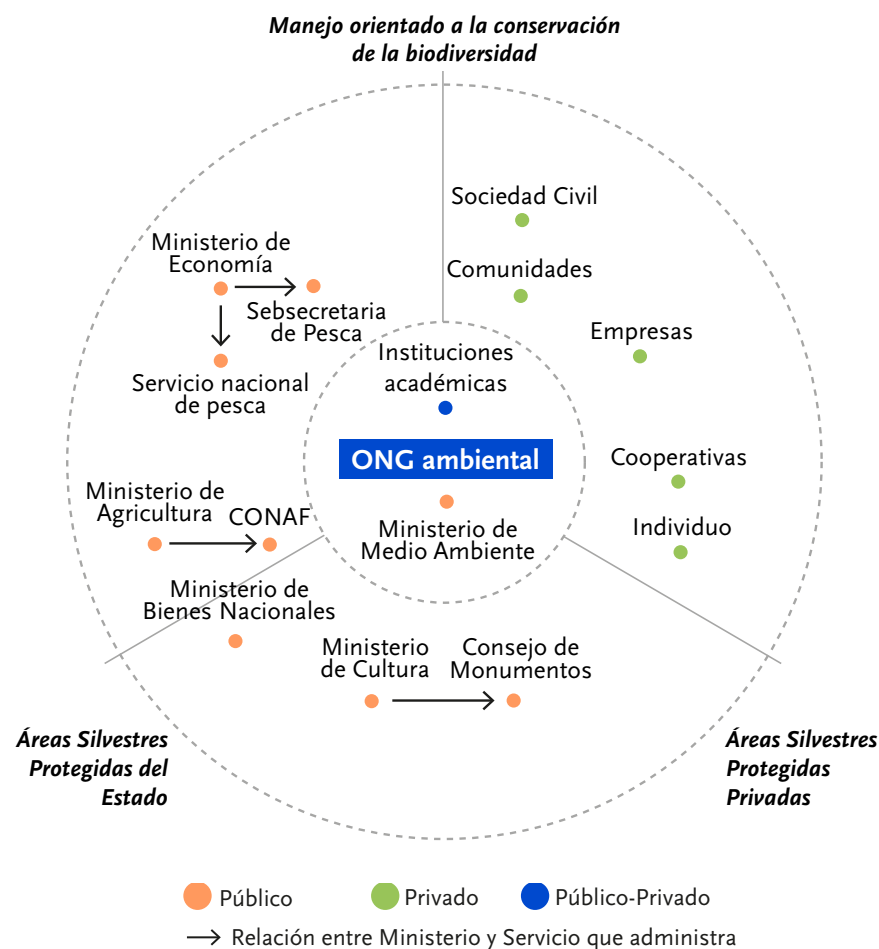 Manejo orientado a la conservación
de la biodiversidad
Sociedad Civil
Comunidades
Empresas
Cooperativas
Individuo
Ministerio de
Economía
Sebsecretaria
de Pesca
Servicio nacional
de pesca
Instituciones
académicas
ONG ambiental
Ministerio de
Medio Ambiente
Ministerio de
Agricultura
CONAF
Ministerio de
Bienes Nacionales
Ministerio
de Cultura
Consejo de
Monumentos
Áreas Silvestres
Protegidas del
Estado
Áreas Silvestres
Protegidas
Privadas
Público
Privado
Público-Privado
Relación entre Ministerio y Servicio que administra